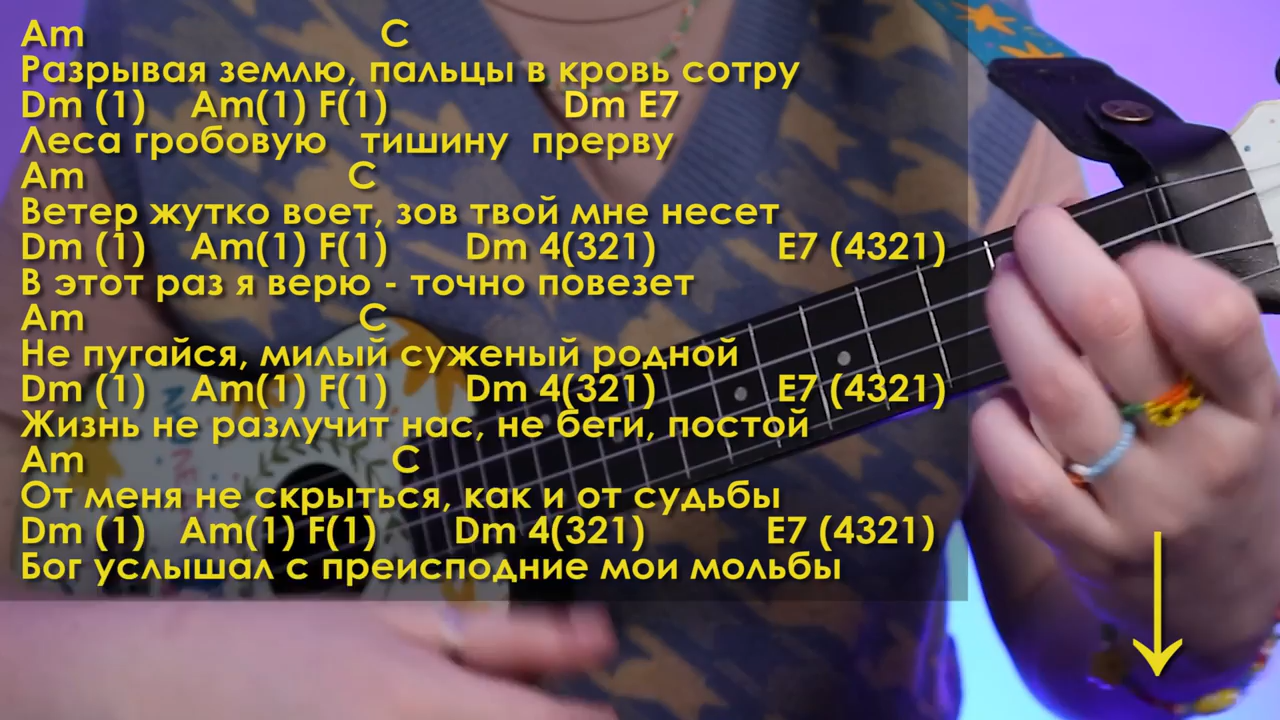 Am C
Разрывая землю, пальцы в кровь сотру
Dm (1) Am(1) F(1) Dm E7
Леса гробовую тишину прерву
Am C
Ветер жутко воет, зов твой мне несет
Dm (1) Am(1) F(1) Dm 4(321) E7 (4321)
В этот раз я верю - точно повезет
Am C
Не пугайся, милый суженый родной
Dm (1) Am(1) F(1) Dm 4(321) E7 (4321)
Жизнь не разлучит нас, не беги, постой
Am C
От меня не скрыться, как и от судьбы
Dm (1) Am(1) F(1) Dm 4(321) E7 (4321)
Бог услышал с преисподние мои мольбы